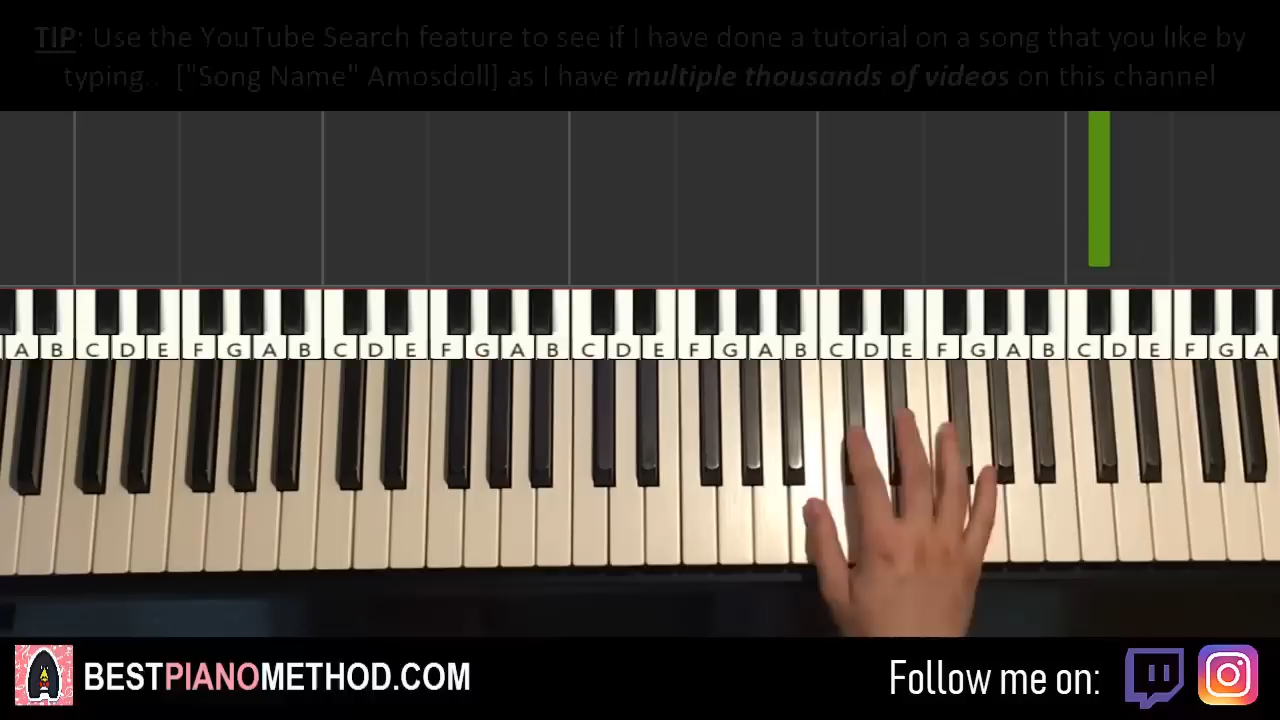 TIP: Use the YouTube Search feature to see if I have done a tutorial on a song that you like by
typing.. ["Song Name" Amosdoll] as I have multiple thousands of videos on this channel
A B C D E F G A B C D E F G A B C D E F G A B C D E F G A B C D E F G A
BESTPIANOMETHOD.COM
Follow me on: